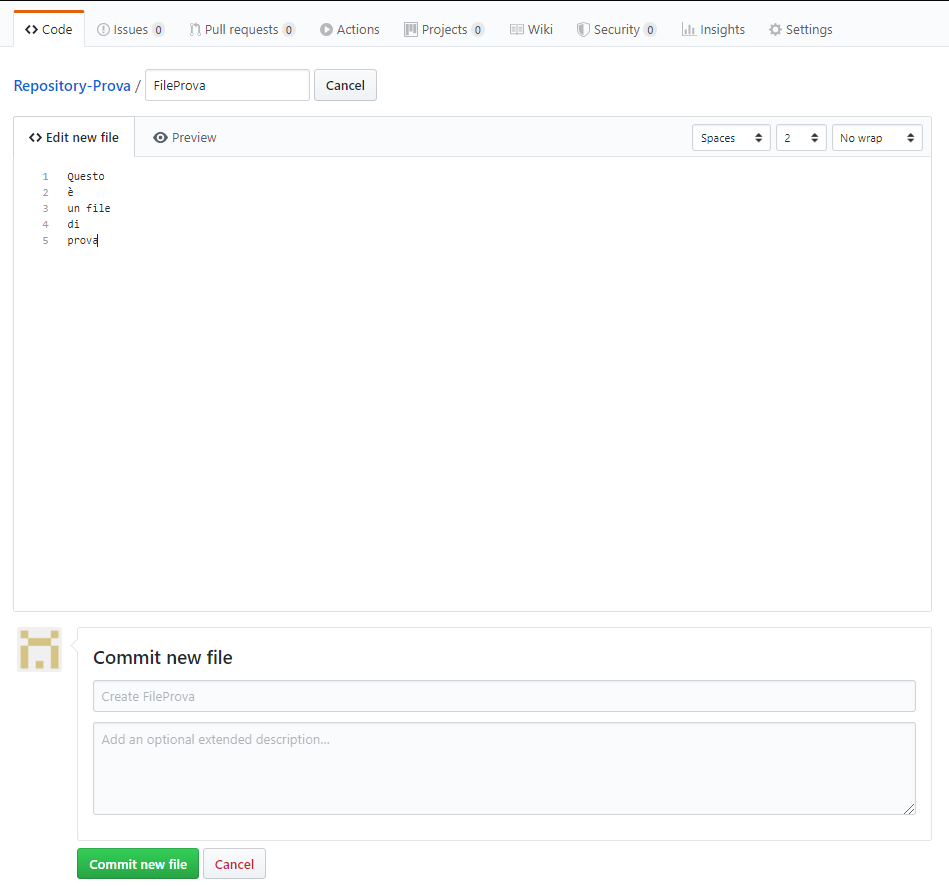 Code Issues 0 Pull requests 0 Actions Projects 0 Wiki Security 0 Insights Settings
Repository-Prova / FileProva Cancel
Edit new file Preview Spaces 2 No wrap
1 Questo
2 è
3 un file
4 di
5 prova
Commit new file
Create FileProva
Add an optional extended description...
Commit new file Cancel